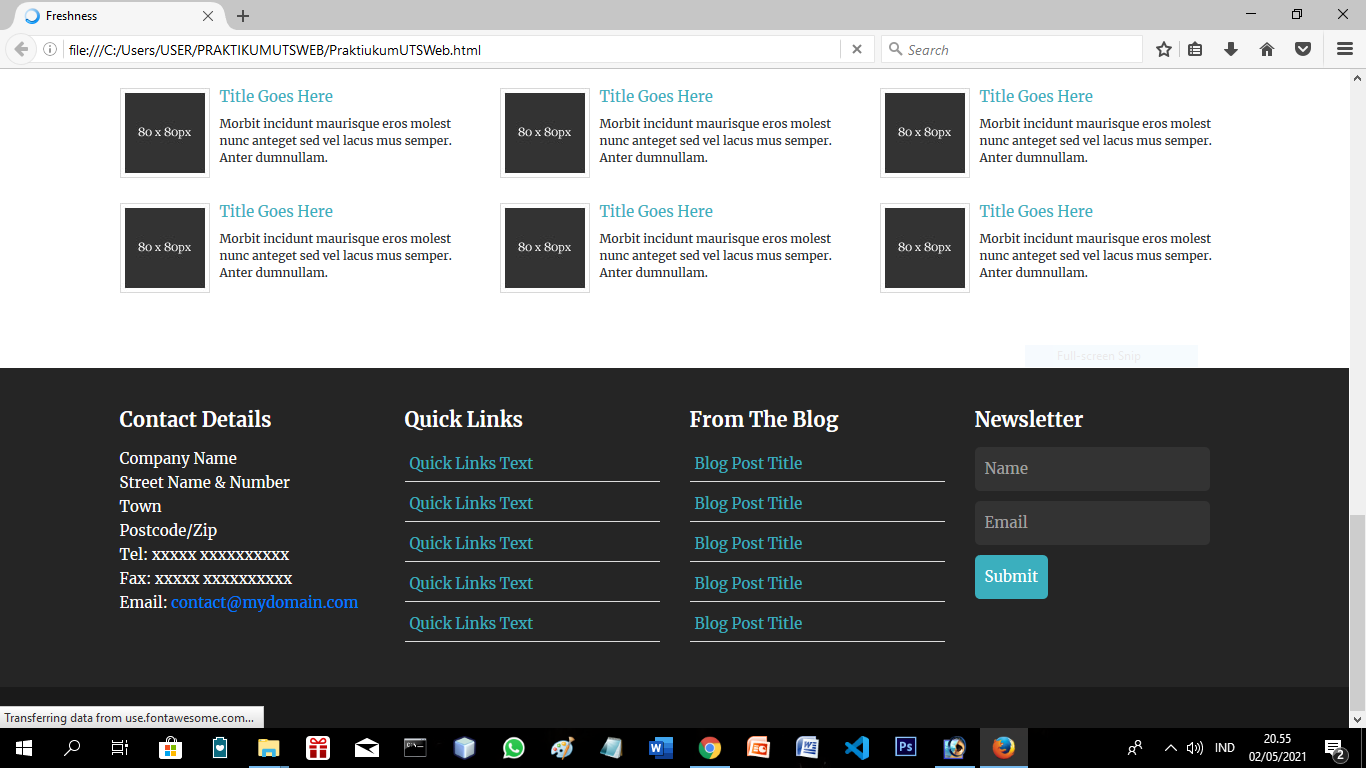 Freshness
file:///C:/Users/USER/PRAKTIKUMUTSWEB/PraktiukumUTSWeb.html
Search
80 x 80px
Title Goes Here
Morbit incidunt maurisque eros molest
nunc anteget sed vel lacus mus semper.
Anter dumnullam.
80 x 80px
Title Goes Here
Morbit incidunt maurisque eros molest
nunc anteget sed vel lacus mus semper.
Anter dumnullam.
80 x 80px
Title Goes Here
Morbit incidunt maurisque eros molest
nunc anteget sed vel lacus mus semper.
Anter dumnullam.
80 x 80px
Title Goes Here
Morbit incidunt maurisque eros molest
nunc anteget sed vel lacus mus semper.
Anter dumnullam.
80 x 80px
Title Goes Here
Morbit incidunt maurisque eros molest
nunc anteget sed vel lacus mus semper.
Anter dumnullam.
80 x 80px
Title Goes Here
Morbit incidunt maurisque eros molest
nunc anteget sed vel lacus mus semper.
Anter dumnullam.
Full-screen Snip
Contact Details
Company Name
Street Name & Number
Town
Postcode/Zip
Tel: xxxxx xxxxxxxxxx
Fax: xxxxx xxxxxxxxxx
Email: contact@mydomain.com
Quick Links
Quick Links Text
Quick Links Text
Quick Links Text
Quick Links Text
Quick Links Text
From The Blog
Blog Post Title
Blog Post Title
Blog Post Title
Blog Post Title
Blog Post Title
Newsletter
Name
Email
Submit
Transferring data from use.fontawesome.com...
IND
20.55
02/05/2021
2